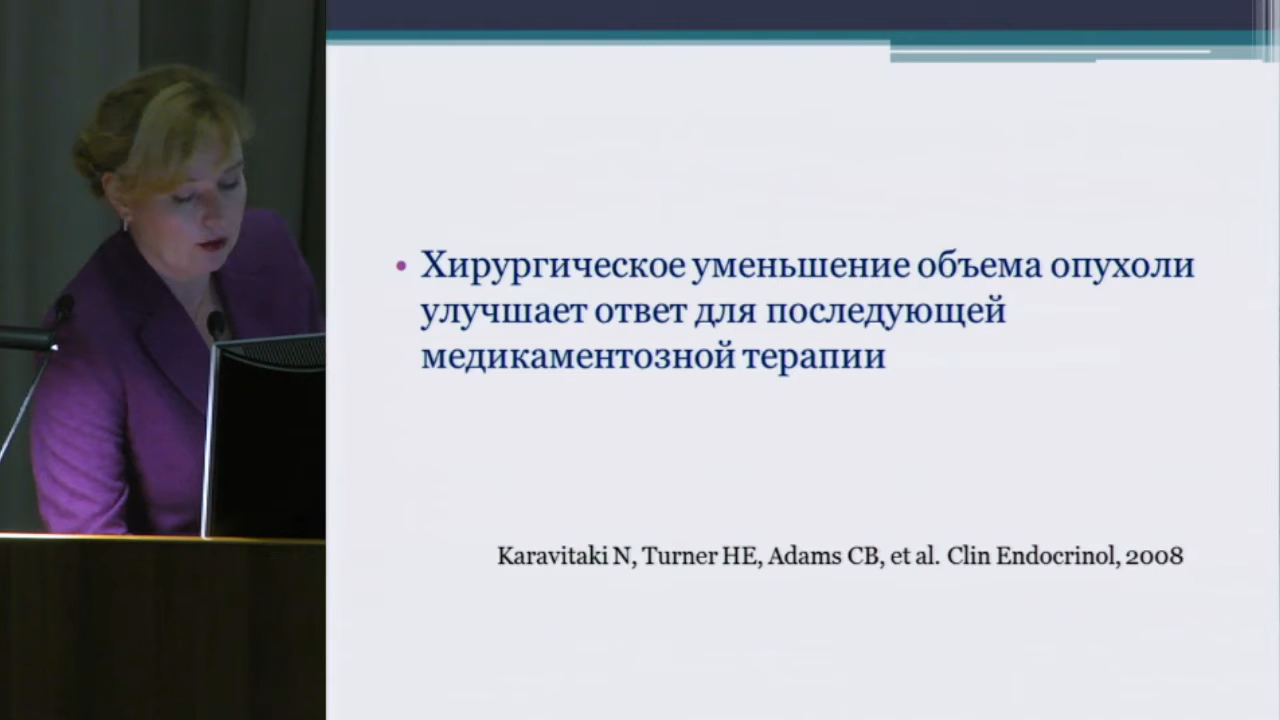 • Хирургическое уменьшение объема опухоли
улучшает ответ для последующей
медикаментозной терапии
Karavitaki N, Turner HE, Adams CB, et al. Clin Endocrinol, 2008